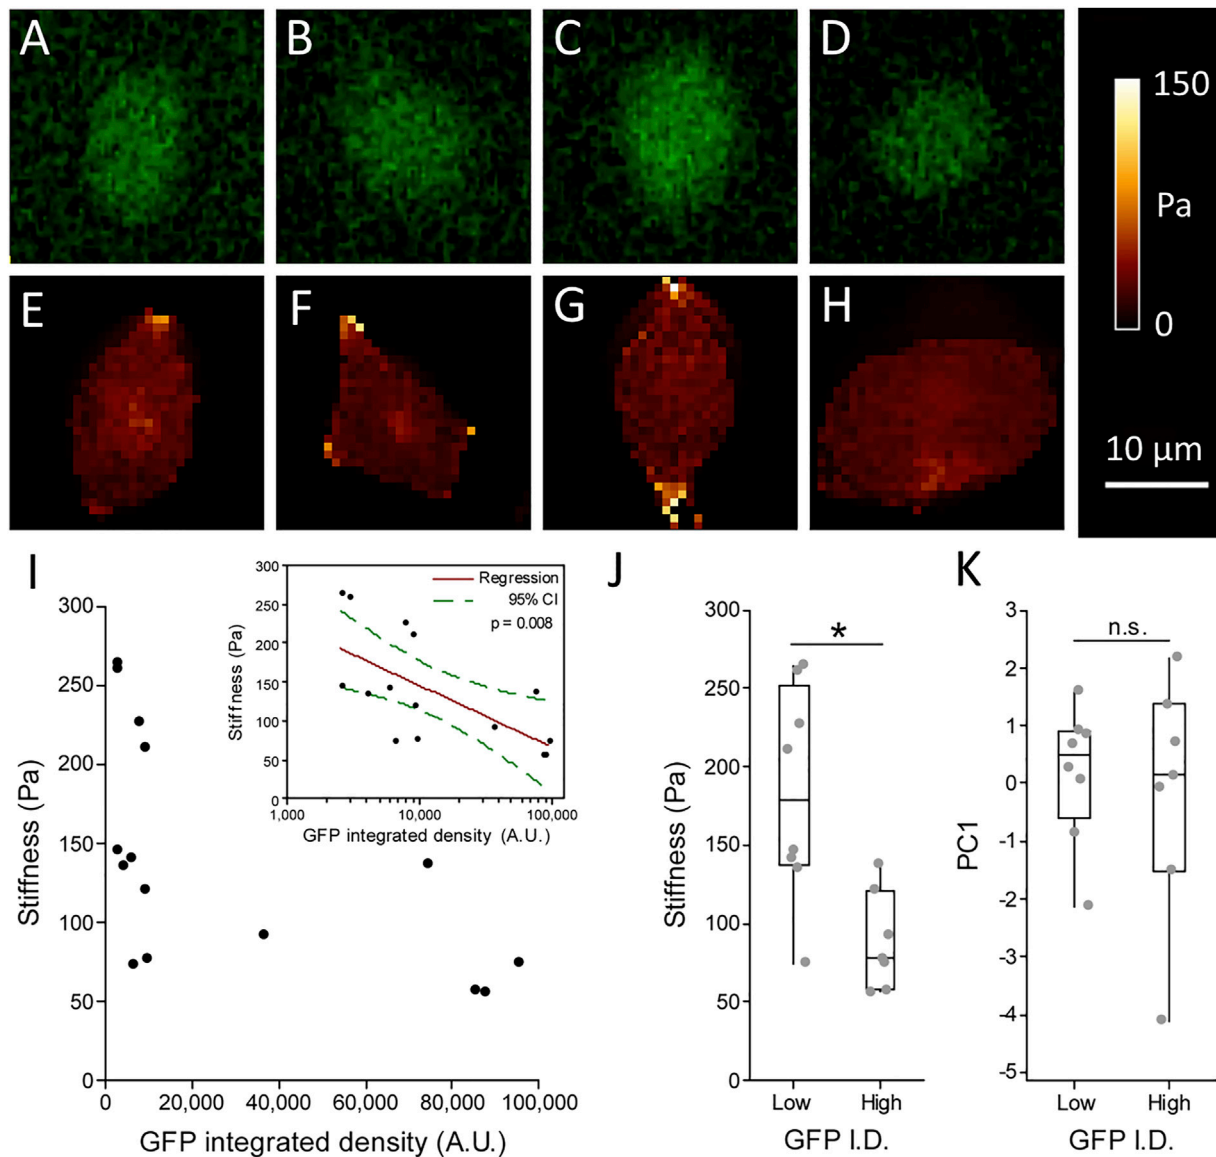 A
B
C
D
150
Pa
0
E
F
G
H
10 µm
I
300
250
200
150
100
50
0
Stiffness (Pa)
0
20,000
40,000
60,000
80,000
100,000
GFP integrated density (A.U.)
300
250
200
150
100
50
0
Stiffness (Pa)
Regression
95% CI
p = 0.008
1,000
10,000
100,000
GFP integrated density (A.U.)
J
300
250
200
150
100
50
0
Stiffness (Pa)
*
Low
High
GFP I.D.
K
3
2
1
0
-1
-2
-3
-4
-5
PC1
n.s.
Low
High
GFP I.D.